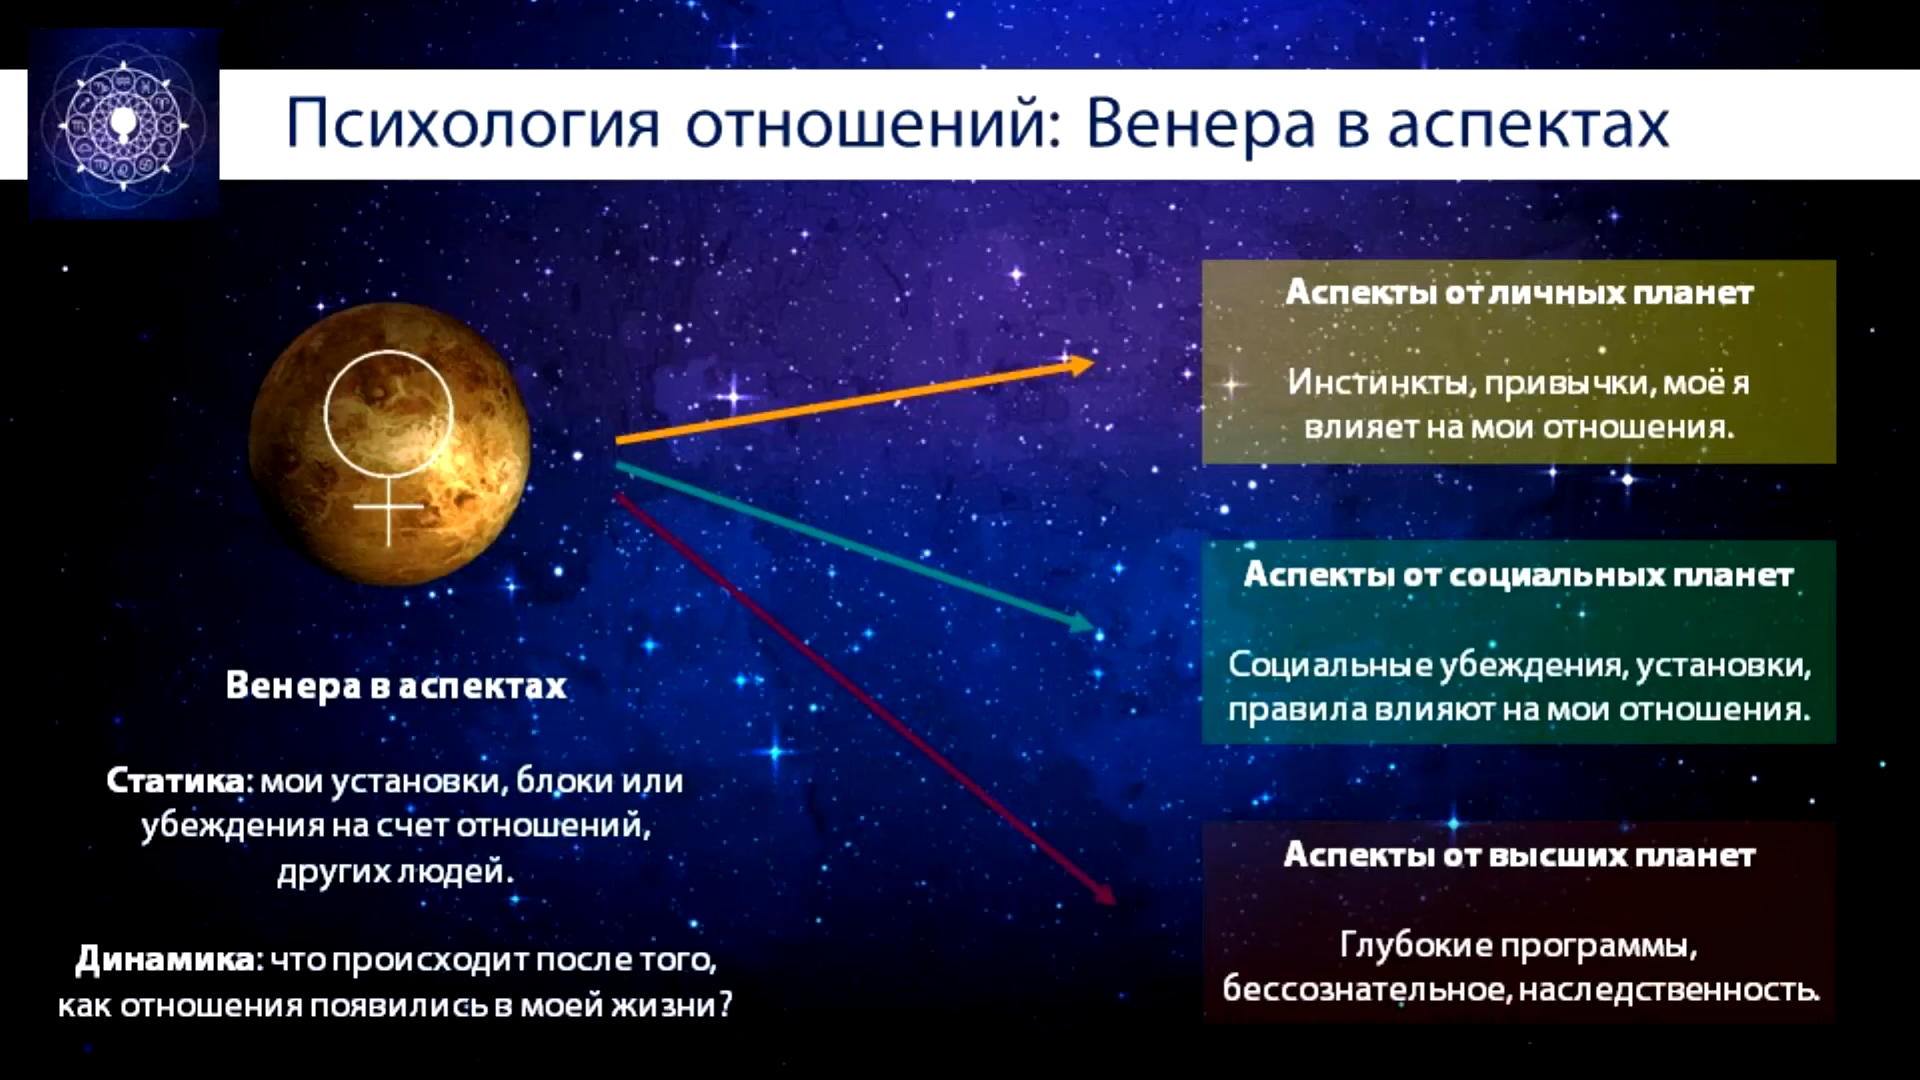 Психология отношений: Венера в аспектах
Венера в аспектах
Статика: мои установки, блоки или
убеждения на счет отношений,
других людей.
Динамика: что происходит после того,
как отношения появились в моей жизни?
Аспекты от личных планет
Инстинкты, привычки, моё я
влияет на мои отношения.
Аспекты от социальных планет
Социальные убеждения, установки,
правила влияют на мои отношения.
Аспекты от высших планет
Глубокие программы,
бессознательное, наследственность.